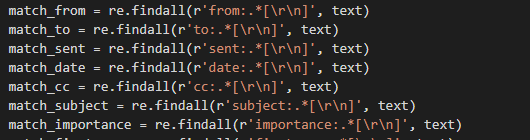 match_from = re.findall(r'from:.*[\r\n]', text)
match_to = re.findall(r'to:.*[\r\n]', text)
match_sent = re.findall(r'sent:.*[\r\n]', text)
match_date = re.findall(r'date:.*[\r\n]', text)
match_cc = re.findall(r'cc:.*[\r\n]', text)
match_subject = re.findall(r'subject:.*[\r\n]', text)
match_importance = re.findall(r'importance:.*[\r\n]', text)